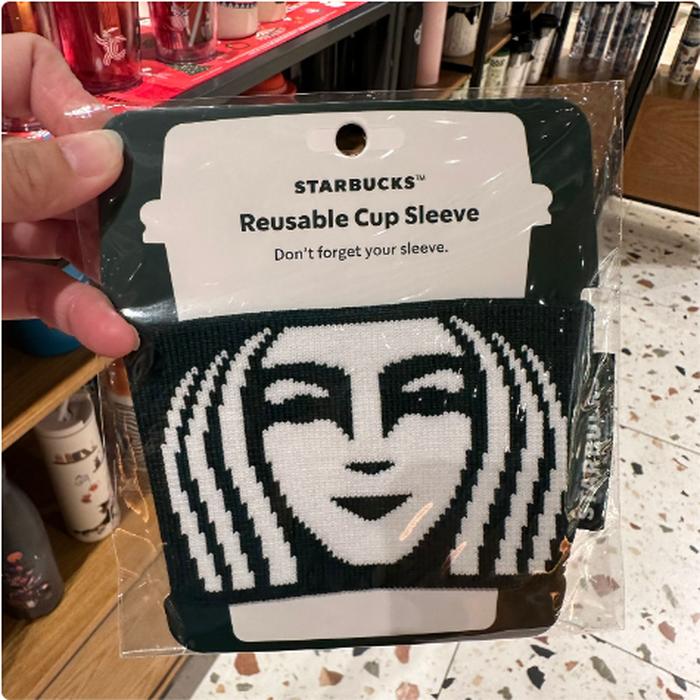 STARBUCKS™
Reusable Cup Sleeve
Don't forget your sleeve.